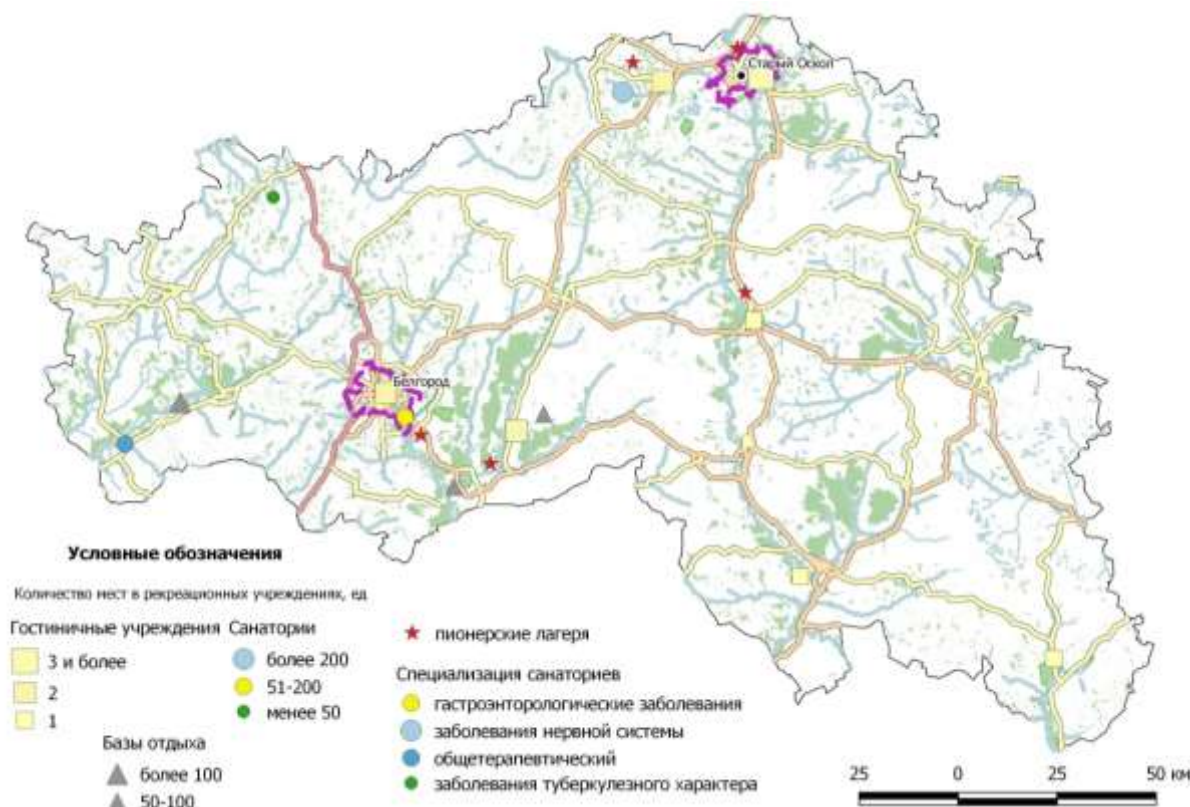 Старый Оскол
Белгород
Условные обозначения
Количество мест в рекреационных учреждениях, ед
Гостиничные учреждения
3 и более
2
1
Санатории
более 200
51-200
менее 50
Базы отдыха
более 100
50-100
пионерские лагеря
Специализация санаториев
гастроэнторологические заболевания
заболевания нервной системы
общетерапевтический
заболевания туберкулезного характера
25 0 25 50 км